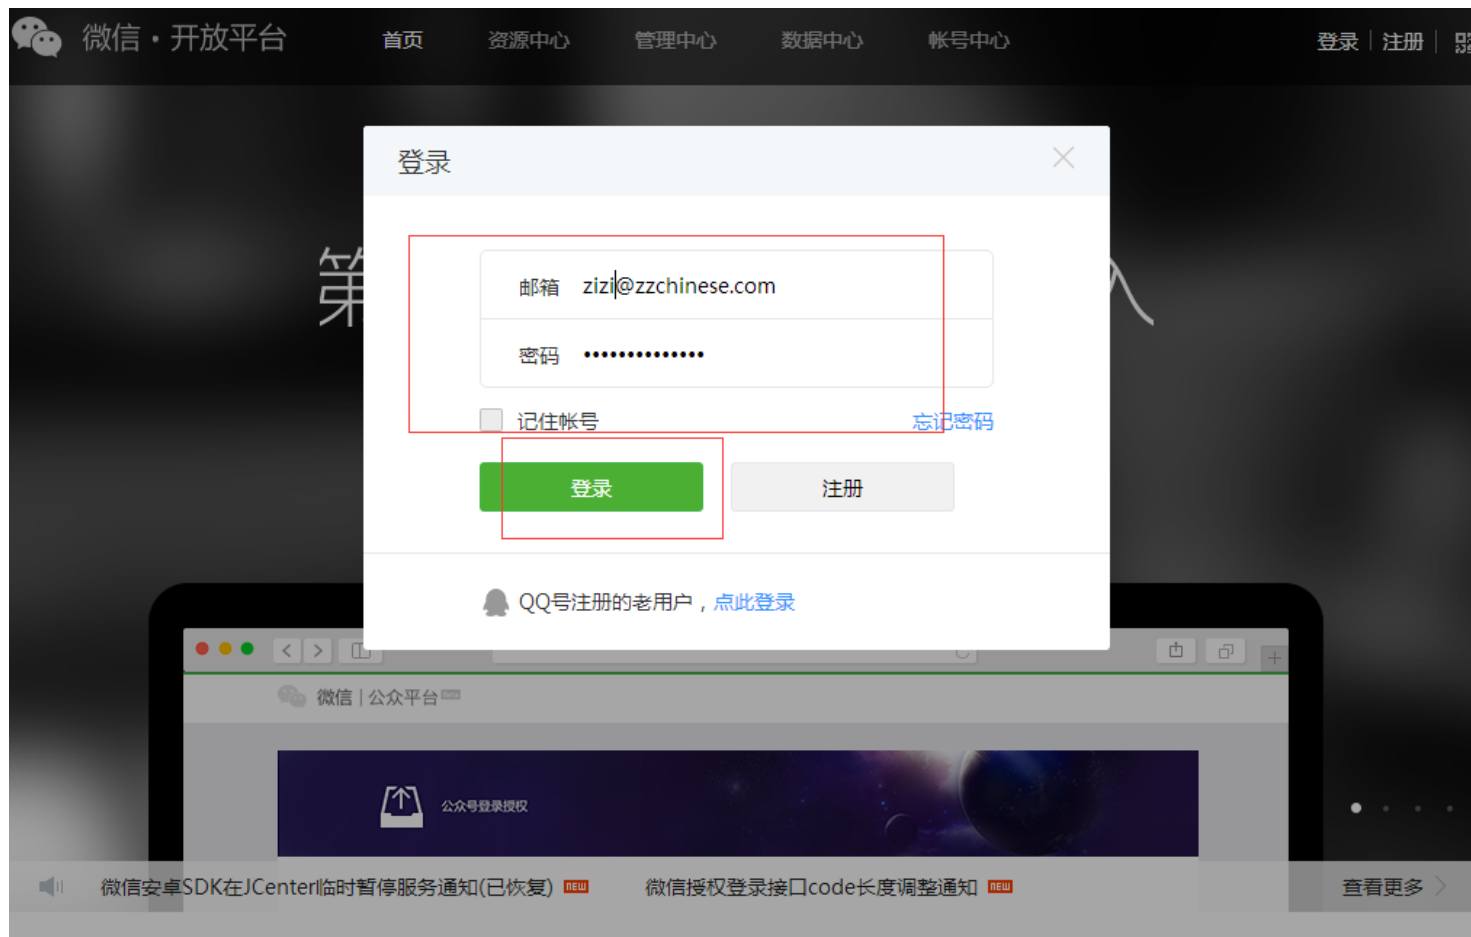 微信·开放平台 首页 资源中心 管理中心 数据中心 帐号中心 登录 注册
登录
第
入
邮箱 zizi@zzchinese.com
密码 ••••••••••••••
记住帐号 忘记密码
登录 注册
QQ号注册的老用户，点此登录
微信|公众平台
公众号登录授权
微信安卓SDK在JCenter临时暂停服务通知(已恢复) NEW 微信授权登录接口code长度调整通知 NEW 查看更多